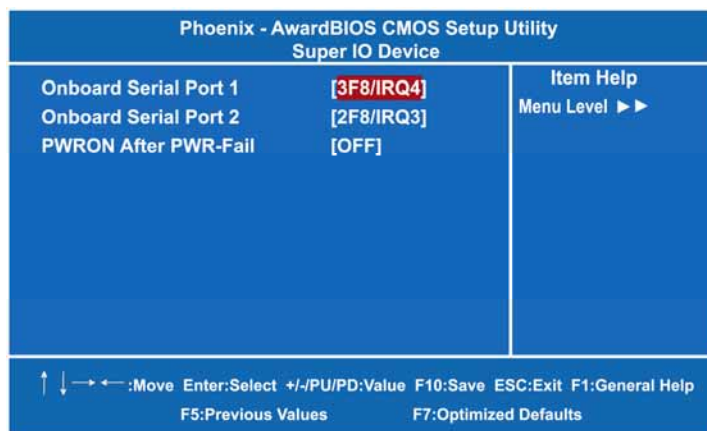 Phoenix - AwardBIOS CMOS Setup Utility
Super IO Device
Onboard Serial Port 1 [3F8/IRQ4]
Onboard Serial Port 2 [2F8/IRQ3]
PWRON After PWR-Fail [OFF]
Item Help
Menu Level ►►
↑ ↓ → ← :Move Enter:Select +/-/PU/PD:Value F10:Save ESC:Exit F1:General Help
F5:Previous Values F7:Optimized Defaults